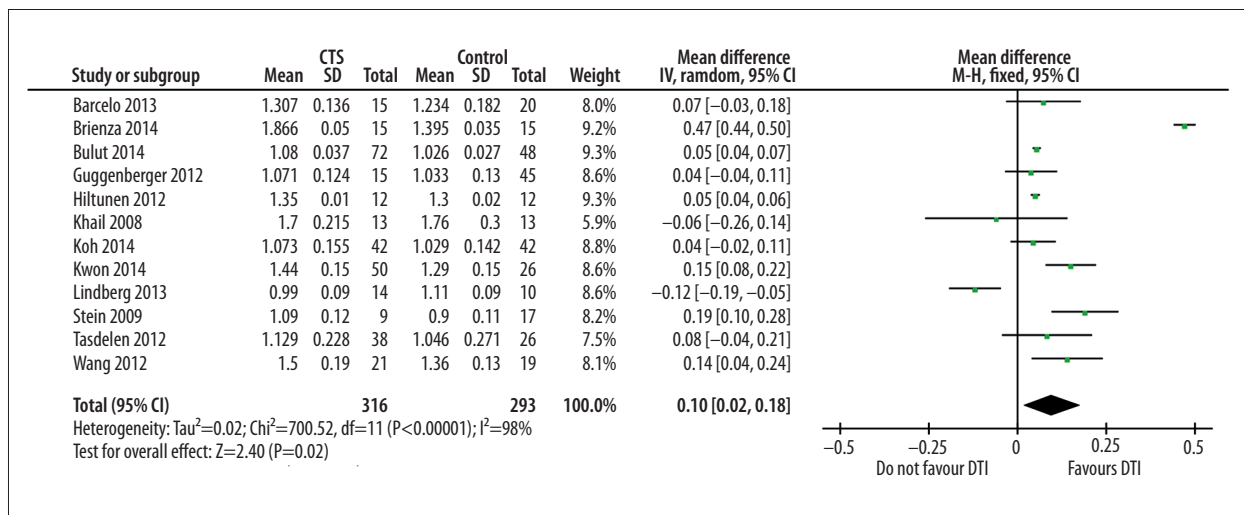 CTS Control Mean difference Mean difference
Study or subgroup Mean SD Total Mean SD Total Weight IV, ramdom, 95% CI M-H, fixed, 95% CI
Barcelo 2013 1.307 0.136 15 1.234 0.182 20 8.0% 0.07 [−0.03, 0.18]
Brienza 2014 1.866 0.05 15 1.395 0.035 15 9.2% 0.47 [0.44, 0.50]
Bulut 2014 1.08 0.037 72 1.026 0.027 48 9.3% 0.05 [0.04, 0.07]
Guggenberger 2012 1.071 0.124 15 1.033 0.13 45 8.6% 0.04 [−0.04, 0.11]
Hiltunen 2012 1.35 0.01 12 1.3 0.02 12 9.3% 0.05 [0.04, 0.06]
Khail 2008 1.7 0.215 13 1.76 0.3 13 5.9% −0.06 [−0.26, 0.14]
Koh 2014 1.073 0.155 42 1.029 0.142 42 8.8% 0.04 [−0.02, 0.11]
Kwon 2014 1.44 0.15 50 1.29 0.15 26 8.6% 0.15 [0.08, 0.22]
Lindberg 2013 0.99 0.09 14 1.11 0.09 10 8.6% −0.12 [−0.19, −0.05]
Stein 2009 1.09 0.12 9 0.9 0.11 17 8.2% 0.19 [0.10, 0.28]
Tasdelen 2012 1.129 0.228 38 1.046 0.271 26 7.5% 0.08 [−0.04, 0.21]
Wang 2012 1.5 0.19 21 1.36 0.13 19 8.1% 0.14 [0.04, 0.24]
Total (95% CI) 316 293 100.0% 0.10 [0.02, 0.18]
Heterogeneity: Tau²=0.02; Chi²=700.52, df=11 (P<0.00001); I²=98%
Test for overall effect: Z=2.40 (P=0.02)
−0.5 −0.25 0 0.25 0.5
Do not favour DTI Favours DTI